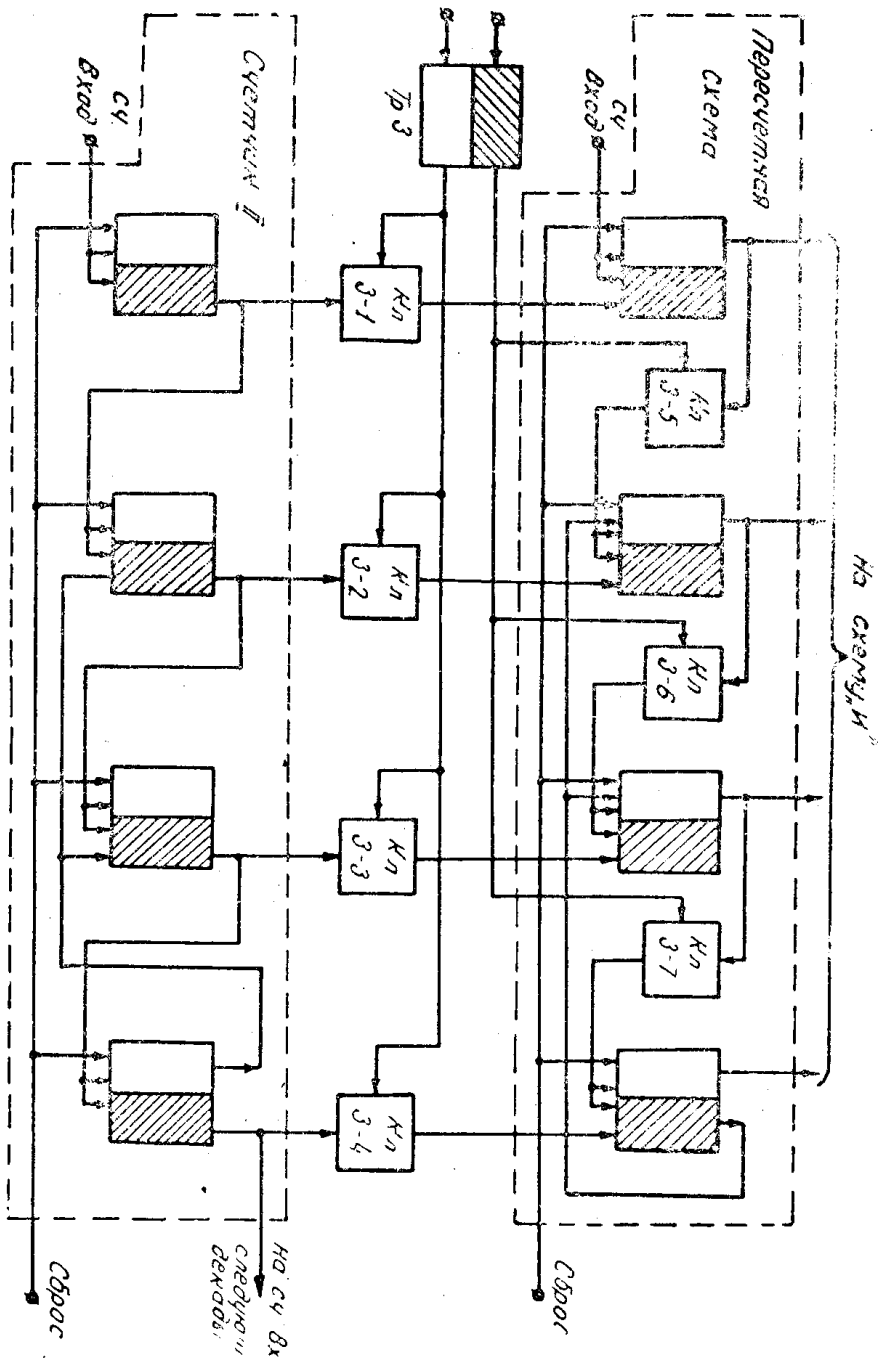 На схему „И"
Пересчетная
схема
Сч
Вход
Кл
3-5
Кл
3-6
Кл
3-7
Сброс
Тр 3
Кл
3-1
Кл
3-2
Кл
3-3
Кл
3-4
Счетчик II
Сч
Вход
На Сч Вх
следующ
декады
Сброс